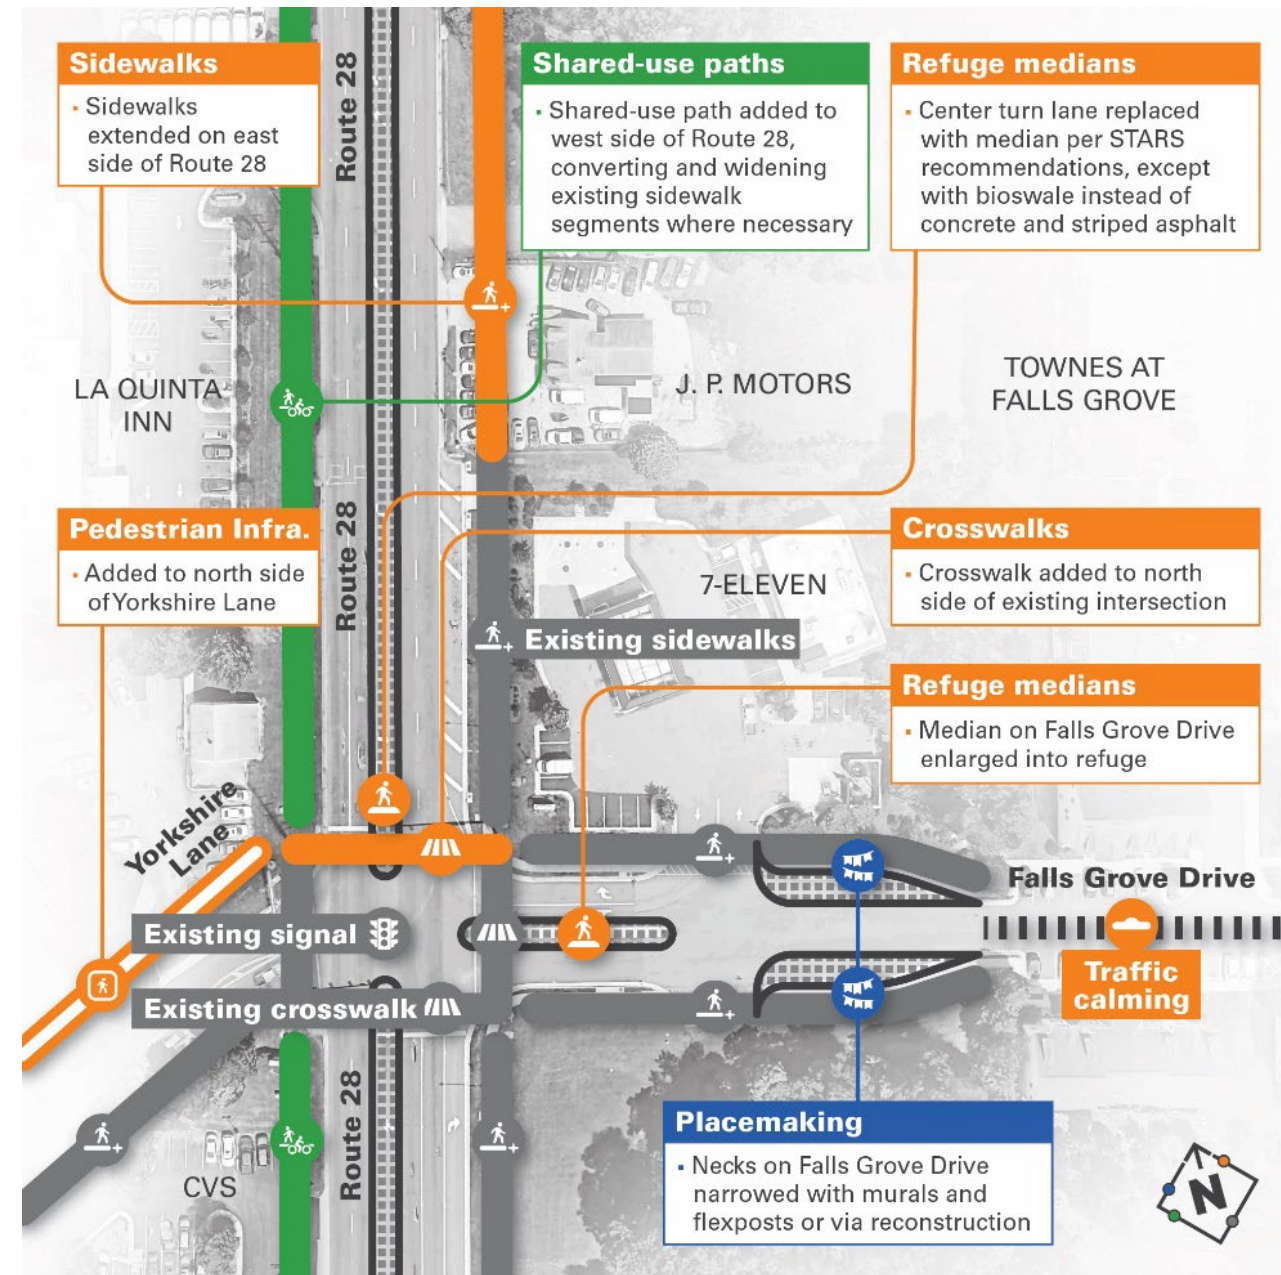 Sidewalks
Sidewalks
extended on east
side of Route 28
Route 28
Shared-use paths
Shared-use path added to
west side of Route 28,
converting and widening
existing sidewalk
segments where necessary
Refuge medians
Center turn lane replaced
with median per STARS
recommendations, except
with bioswale instead of
concrete and striped asphalt
LA QUINTA
INN
J. P. MOTORS
TOWNES AT
FALLS GROVE
Pedestrian Infra.
Added to north side
of Yorkshire Lane
Route 28
7-ELEVEN
Crosswalks
Crosswalk added to north
side of existing intersection
Existing sidewalks
Refuge medians
Median on Falls Grove Drive
enlarged into refuge
Yorkshire
Lane
Falls Grove Drive
Existing signal
Existing crosswalk
Traffic
calming
Route 28
CVS
Placemaking
Necks on Falls Grove Drive
narrowed with murals and
flexposts or via reconstruction
N